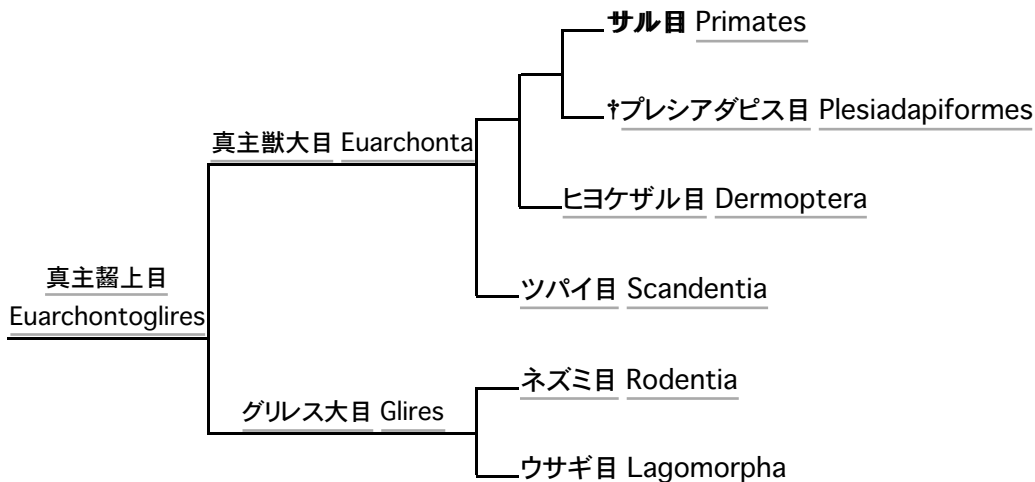 サル目 Primates
†プレシアダピス目 Plesiadapiformes
真主獣大目 Euarchonta
ヒヨケザル目 Dermoptera
真主齧上目
Euarchontoglires
ツパイ目 Scandentia
ネズミ目 Rodentia
グリレス大目 Glires
ウサギ目 Lagomorpha